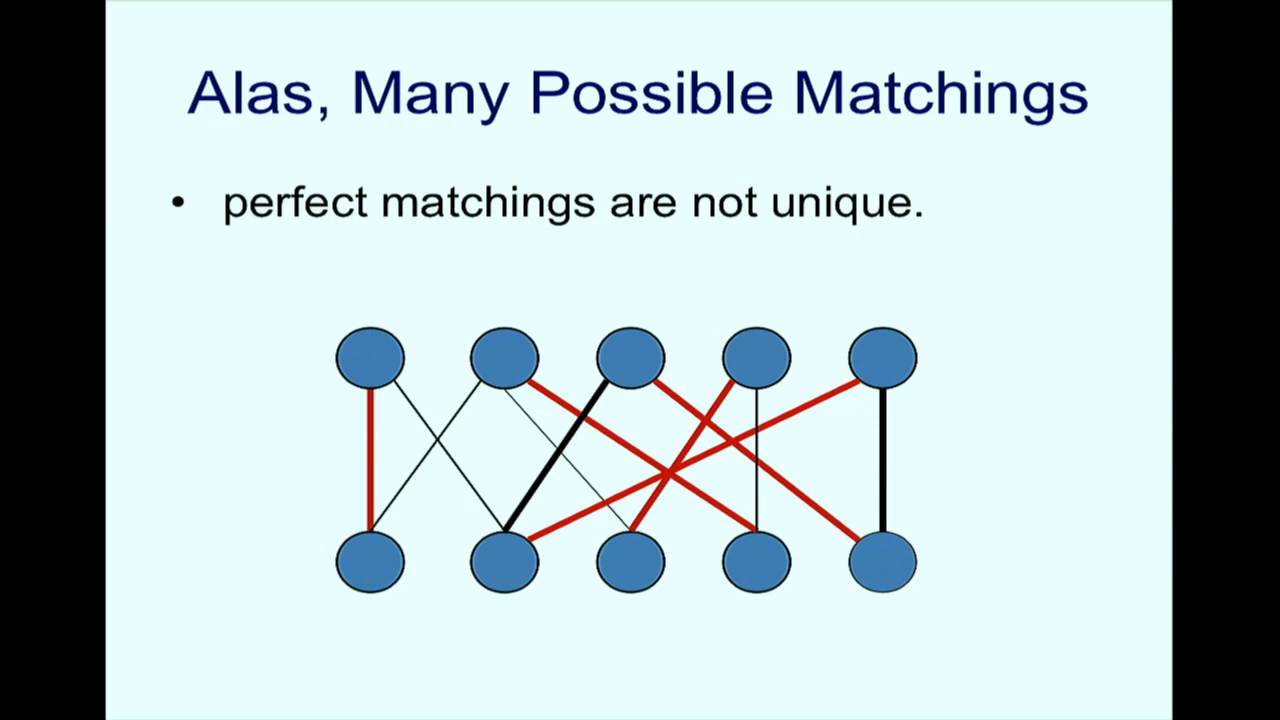 Alas, Many Possible Matchings
• perfect matchings are not unique.